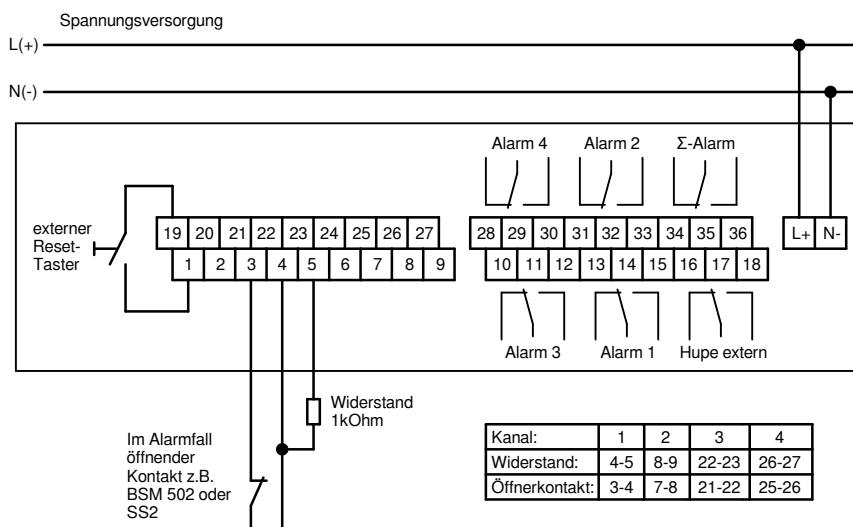 Spannungsversorgung
L(+)
N(-)
Alarm 4 Alarm 2 Σ-Alarm
externer
Reset-
Taster
19 20 21 22 23 24 25 26 27 28 29 30 31 32 33 34 35 36 L+ N-
1 2 3 4 5 6 7 8 9 10 11 12 13 14 15 16 17 18
Alarm 3 Alarm 1 Hupe extern
Widerstand
1kOhm
Im Alarmfall
öffnender
Kontakt z.B.
BSM 502 oder
SS2
Kanal: 1 2 3 4
Widerstand: 4-5 8-9 22-23 26-27
Öffnerkontakt: 3-4 7-8 21-22 25-26